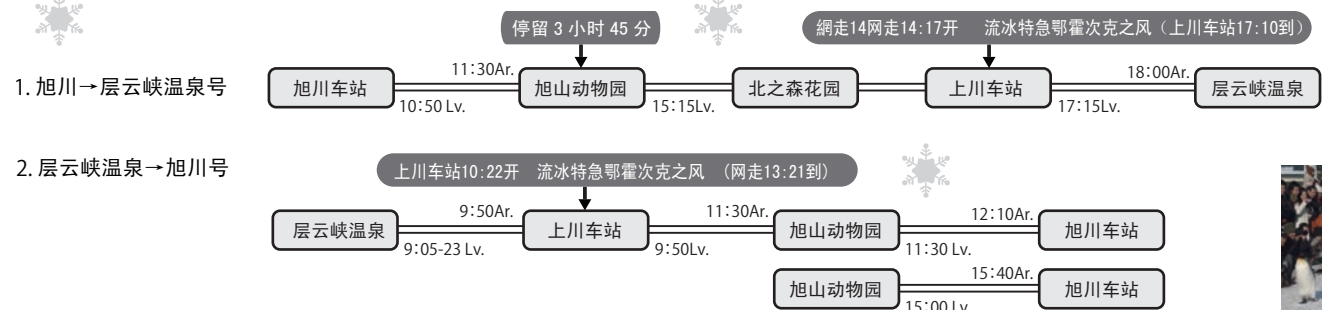 停留 3 小时 45 分
網走14网走14:17开 流冰特急鄂霍次克之风（上川车站17:10到）
1. 旭川→层云峡温泉号
旭川车站
10:50 Lv.
11:30Ar.
旭山动物园
15:15Lv.
北之森花园
上川车站
17:15Lv.
18:00Ar.
层云峡温泉
2. 层云峡温泉→旭川号
上川车站10:22开 流冰特急鄂霍次克之风 （网走13:21到）
层云峡温泉
9:05-23 Lv.
9:50Ar.
上川车站
9:50Lv.
11:30Ar.
旭山动物园
11:30 Lv.
12:10Ar.
旭川车站
旭山动物园
15:00 Lv.
15:40Ar.
旭川车站